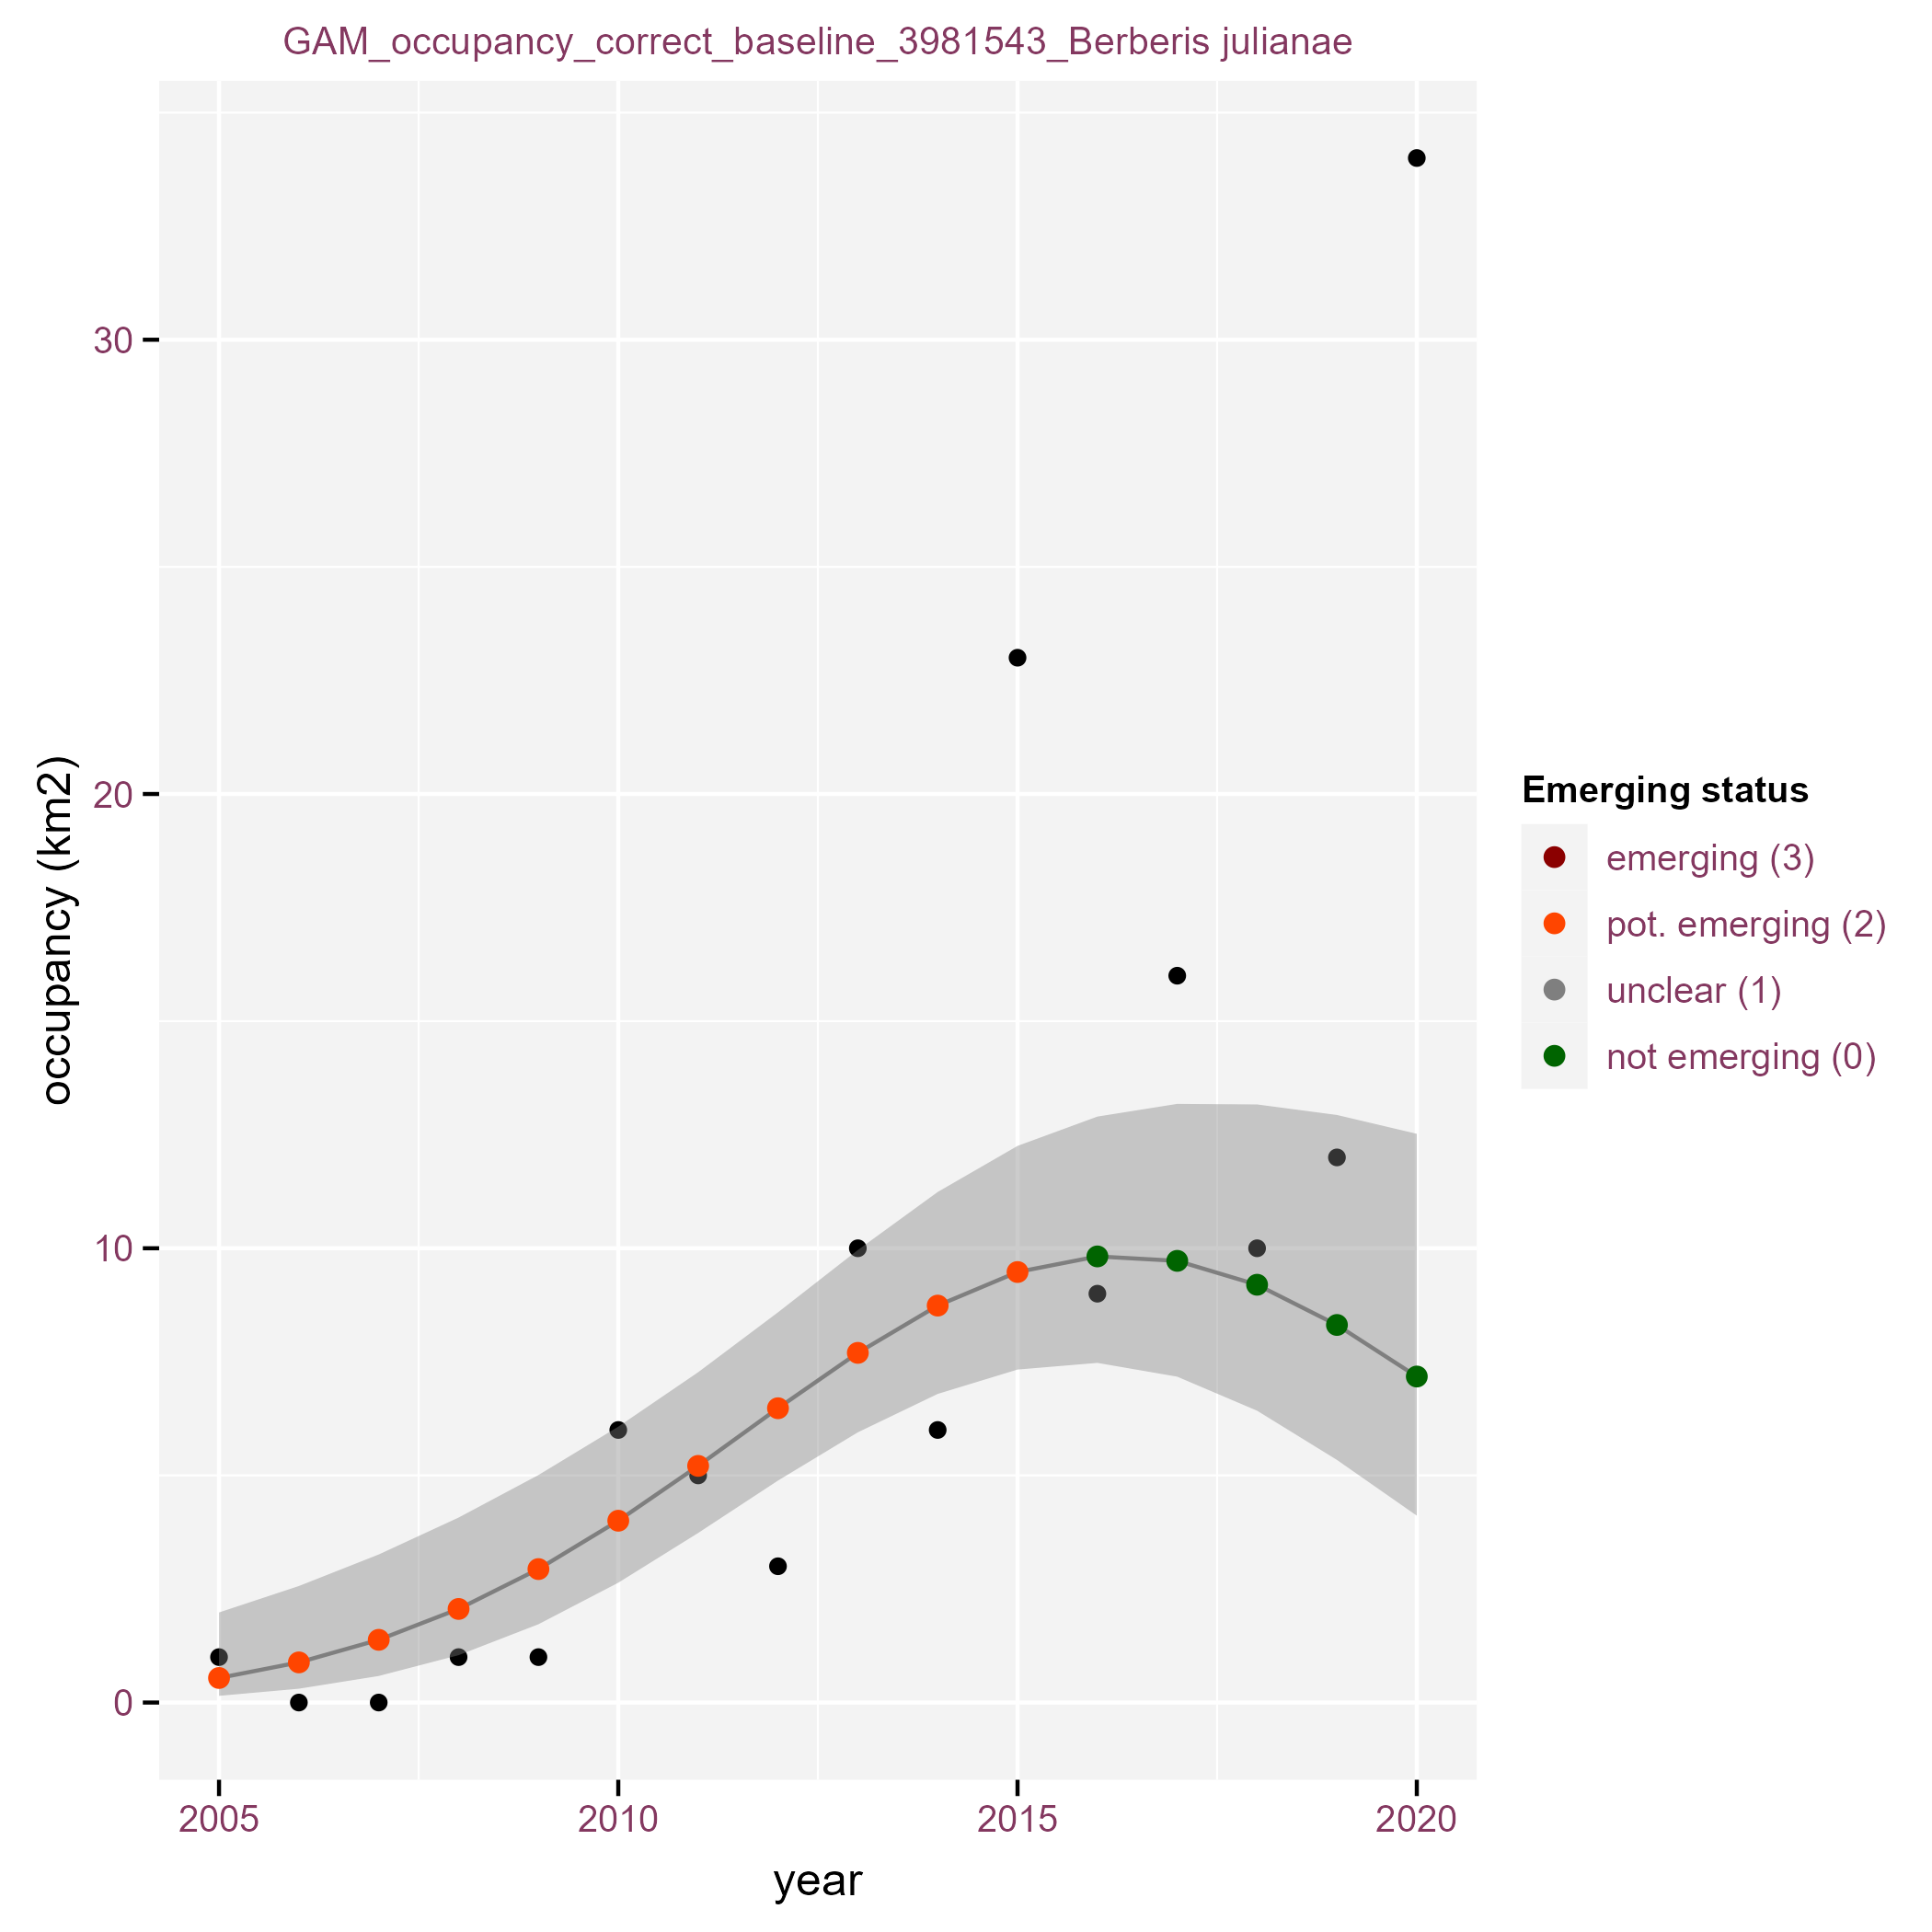 GAM_occupancy_correct_baseline_3981543_Berberis julianae
occupancy (km2)
30
20
10
0
2005 2010 2015 2020
year
Emerging status
emerging (3)
pot. emerging (2)
unclear (1)
not emerging (0)